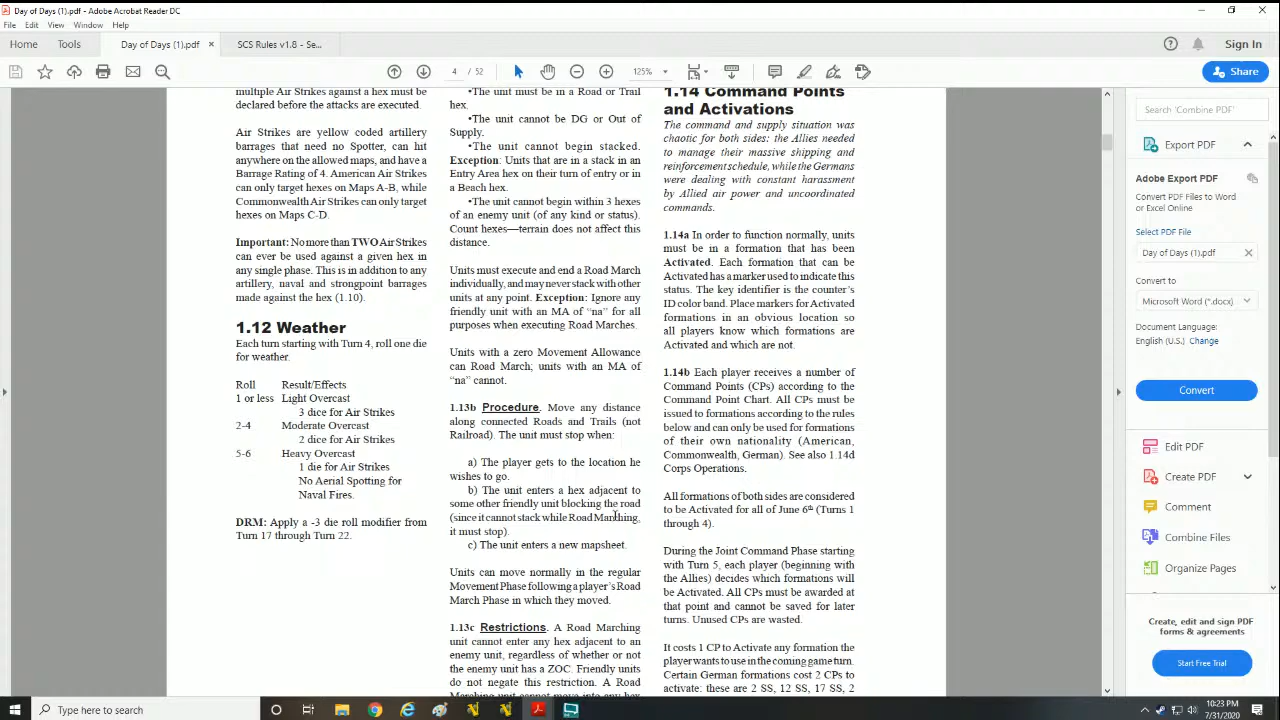 Day of Days (1).pdf - Adobe Acrobat Reader DC
File Edit View Window Help
Home Tools Day of Days (1).pdf × SCS Rules v1.8 - Se... Sign In
4 / 52 125% Share
multiple Air Strikes against a hex must be
declared before the attacks are executed.
Air Strikes are yellow coded artillery
barrages that need no Spotter, can hit
anywhere on the allowed maps, and have a
Barrage Rating of 4. American Air Strikes
can only target hexes on Maps A-B, while
Commonwealth Air Strikes can only target
hexes on Maps C-D.
Important: No more than TWO Air Strikes
can ever be used against a given hex in
any single phase. This is in addition to any
artillery, naval and strongpoint barrages
made against the hex (1.10).
1.12 Weather
Each turn starting with Turn 4, roll one die
for weather.
Roll Result/Effects
1 or less Light Overcast
3 dice for Air Strikes
2-4 Moderate Overcast
2 dice for Air Strikes
5-6 Heavy Overcast
1 die for Air Strikes
No Aerial Spotting for
Naval Fires.
DRM: Apply a -3 die roll modifier from
Turn 17 through Turn 22.
•The unit must be in a Road or Trail
hex.
•The unit cannot be DG or Out of
Supply.
•The unit cannot begin stacked.
Exception: Units that are in a stack in an
Entry Area hex on their turn of entry or in
a Beach hex.
•The unit cannot begin within 3 hexes
of an enemy unit (of any kind or status).
Count hexes—terrain does not affect this
distance.
Units must execute and end a Road March
individually, and may never stack with other
units at any point. Exception: Ignore any
friendly unit with an MA of “na” for all
purposes when executing Road Marches.
Units with a zero Movement Allowance
can Road March; units with an MA of
“na” cannot.
1.13b Procedure. Move any distance
along connected Roads and Trails (not
Railroad). The unit must stop when:
a) The player gets to the location he
wishes to go.
b) The unit enters a hex adjacent to
some other friendly unit blocking the road
(since it cannot stack while Road Marching,
it must stop).
c) The unit enters a new mapsheet.
Units can move normally in the regular
Movement Phase following a player’s Road
March Phase in which they moved.
1.13c Restrictions. A Road Marching
unit cannot enter any hex adjacent to an
enemy unit, regardless of whether or not
the enemy unit has a ZOC. Friendly units
do not negate this restriction. A Road
Marching unit cannot move into any hex
1.14 Command Points
and Activations
The command and supply situation was
chaotic for both sides: the Allies needed
to manage their massive shipping and
reinforcement schedule, while the Germans
were dealing with constant harassment
by Allied air power and uncoordinated
commands.
1.14a In order to function normally, units
must be in a formation that has been
Activated. Each formation that can be
Activated has a marker used to indicate this
status. The key identifier is the counter’s
ID color band. Place markers for Activated
formations in an obvious location so
all players know which formations are
Activated and which are not.
1.14b Each player receives a number of
Command Points (CPs) according to the
Command Point Chart. All CPs must be
issued to formations according to the rules
below and can only be used for formations
of their own nationality (American,
Commonwealth, German). See also 1.14d
Corps Operations.
All formations of both sides are considered
to be Activated for all of June 6th (Turns 1
through 4).
During the Joint Command Phase starting
with Turn 5, each player (beginning with
the Allies) decides which formations will
be Activated. All CPs must be awarded at
that point and cannot be saved for later
turns. Unused CPs are wasted.
It costs 1 CP to Activate any formation the
player wants to use in the coming game turn.
Certain German formations cost 2 CPs to
activate: these are 2 SS, 12 SS, 17 SS, 2
Search 'Combine PDF'
Export PDF
Adobe Export PDF
Convert PDF Files to Word
or Excel Online
Select PDF File
Day of Days (1).pdf ×
Convert to
Microsoft Word (*.docx)
Document Language:
English (U.S.) Change
Convert
Edit PDF
Create PDF
Comment
Combine Files
Organize Pages
Create, edit and sign PDF
forms & agreements
Start Free Trial
Type here to search
10:23 PM
7/31/2020